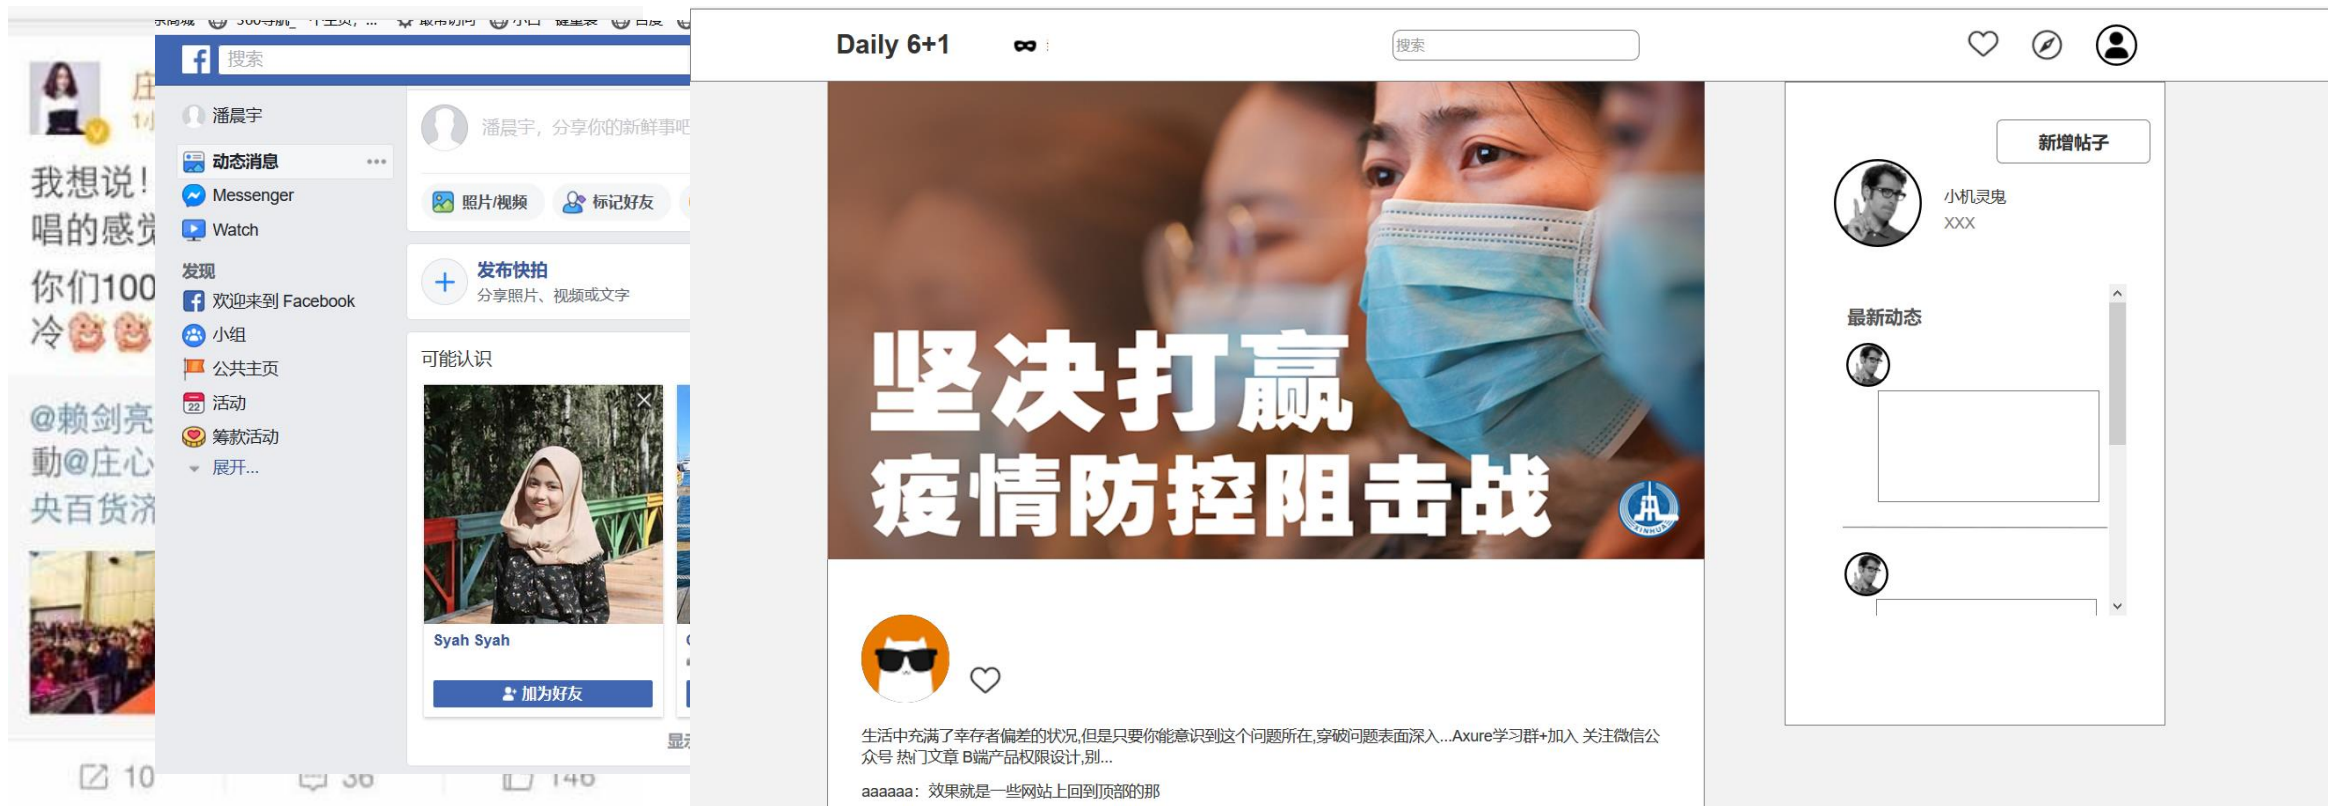 我想说！
唱的感觉
你们100
冷
@赖剑亮
動@庄心
央百货济
10
36
146
搜索
潘晨宇
动态消息
Messenger
Watch
发现
欢迎来到 Facebook
小组
公共主页
22
活动
筹款活动
展开...
潘晨宇，分享你的新鲜事吧
照片/视频
标记好友
发布快拍
分享照片、视频或文字
可能认识
Syah Syah
加为好友
Daily 6+1
搜索
坚决打赢
疫情防控阻击战
XINHUA
生活中充满了幸存者偏差的状况,但是只要你能意识到这个问题所在,穿破问题表面深入...Axure学习群+加入 关注微信公
众号 热门文章 B端产品权限设计,别...
aaaaaa：效果就是一些网站上回到顶部的那
新增帖子
小机灵鬼
XXX
最新动态